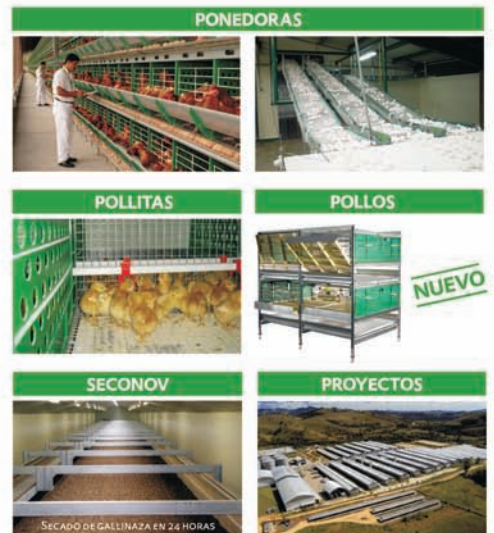 PONEDORAS
POLLITAS
POLLOS
NUEVO
SECONOV
PROYECTOS
SECADO DE GALLINAZA EN 24 HORAS